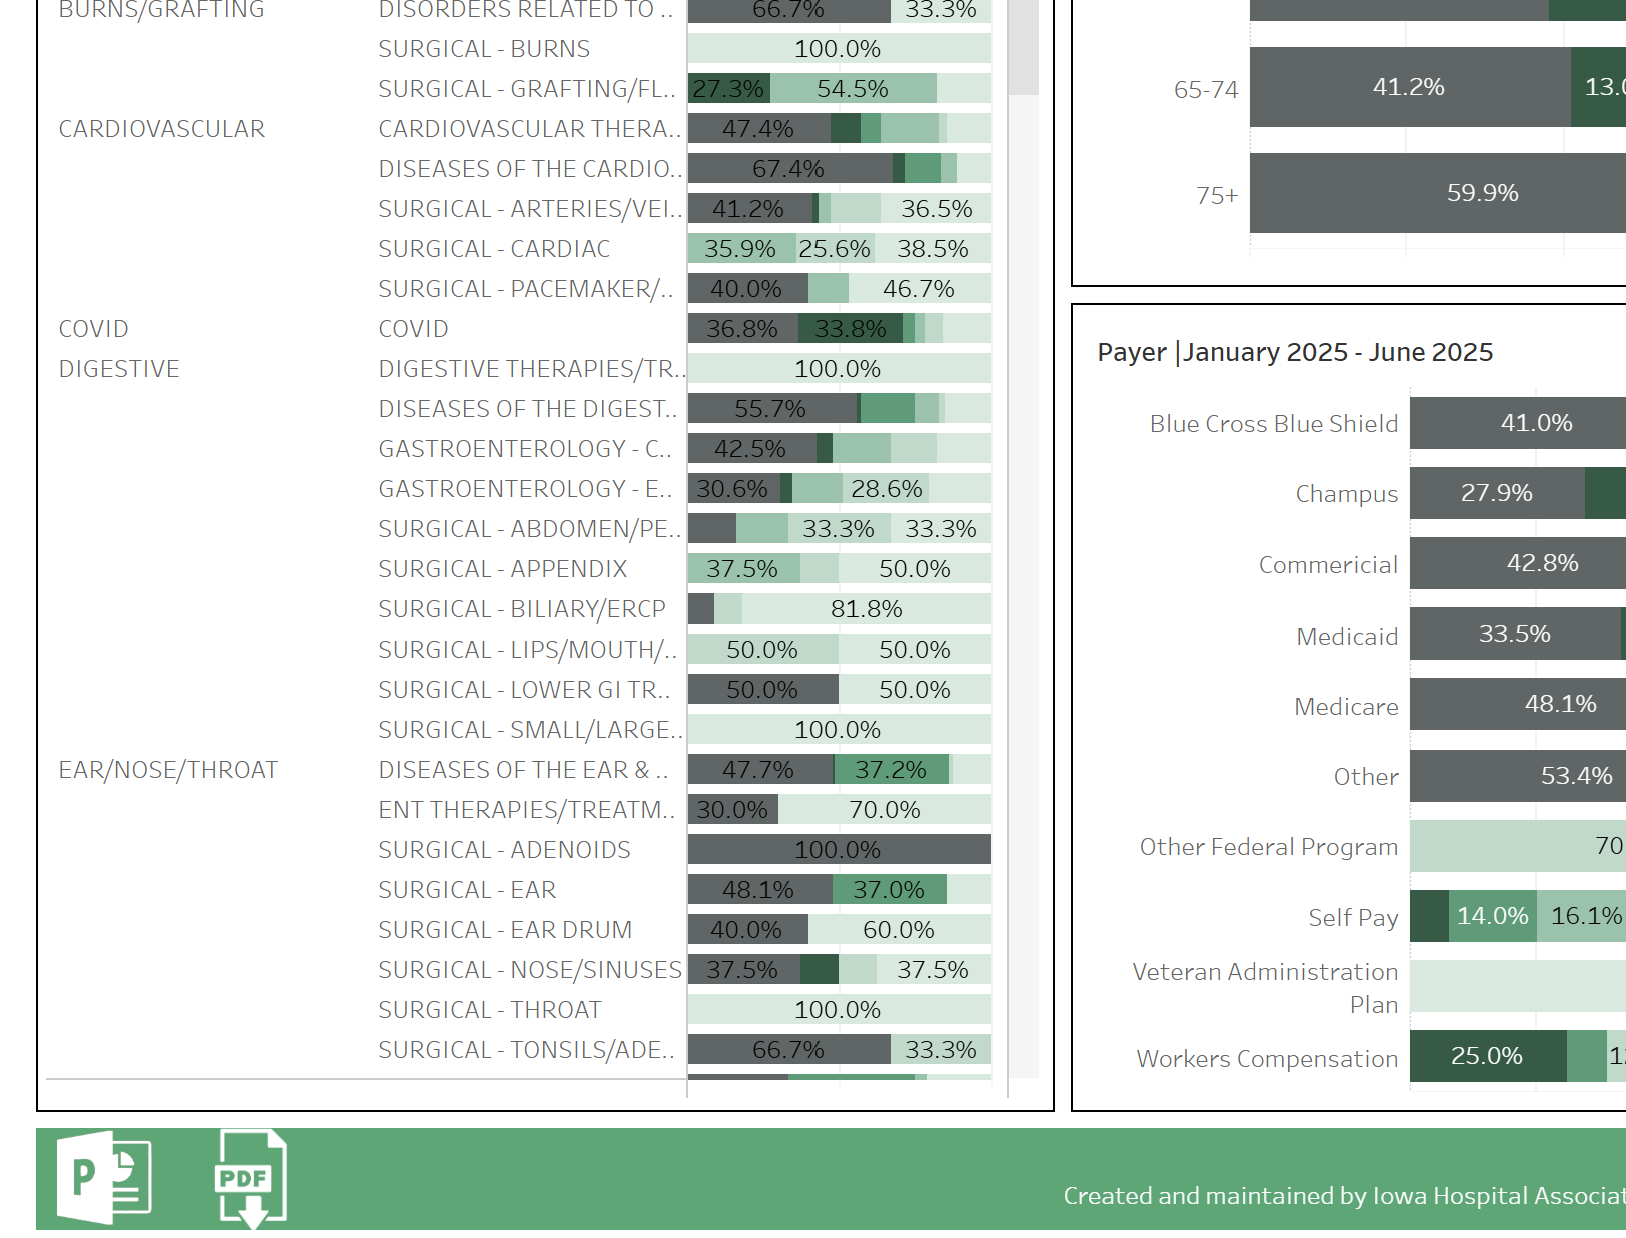 BURNS/GRAFTING DISORDERS RELATED TO .. 66.7% 33.3%
SURGICAL - BURNS 100.0%
SURGICAL - GRAFTING/FL.. 27.3% 54.5%
CARDIOVASCULAR CARDIOVASCULAR THERA.. 47.4%
DISEASES OF THE CARDIO.. 67.4%
SURGICAL - ARTERIES/VEI.. 41.2% 36.5%
SURGICAL - CARDIAC 35.9% 25.6% 38.5%
SURGICAL - PACEMAKER/.. 40.0% 46.7%
COVID COVID 36.8% 33.8%
DIGESTIVE DIGESTIVE THERAPIES/TR.. 100.0%
DISEASES OF THE DIGEST.. 55.7%
GASTROENTEROLOGY - C.. 42.5%
GASTROENTEROLOGY - E.. 30.6% 28.6%
SURGICAL - ABDOMEN/PE.. 33.3% 33.3%
SURGICAL - APPENDIX 37.5% 50.0%
SURGICAL - BILIARY/ERCP 81.8%
SURGICAL - LIPS/MOUTH/.. 50.0% 50.0%
SURGICAL - LOWER GI TR.. 50.0% 50.0%
SURGICAL - SMALL/LARGE.. 100.0%
EAR/NOSE/THROAT DISEASES OF THE EAR & .. 47.7% 37.2%
ENT THERAPIES/TREATM.. 30.0% 70.0%
SURGICAL - ADENOIDS 100.0%
SURGICAL - EAR 48.1% 37.0%
SURGICAL - EAR DRUM 40.0% 60.0%
SURGICAL - NOSE/SINUSES 37.5% 37.5%
SURGICAL - THROAT 100.0%
SURGICAL - TONSILS/ADE.. 66.7% 33.3%
65-74 41.2% 13.0
75+ 59.9%
Payer |January 2025 - June 2025
Blue Cross Blue Shield 41.0%
Champus 27.9%
Commericial 42.8%
Medicaid 33.5%
Medicare 48.1%
Other 53.4%
Other Federal Program 70
Self Pay 14.0% 16.1%
Veteran Administration
Plan
Workers Compensation 25.0%
P
PDF
Created and maintained by Iowa Hospital Associat